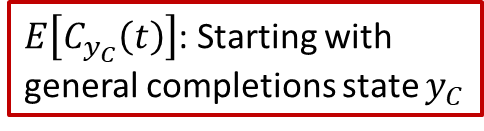 E[C_{y_C}(t)]: Starting with
general completions state y_C